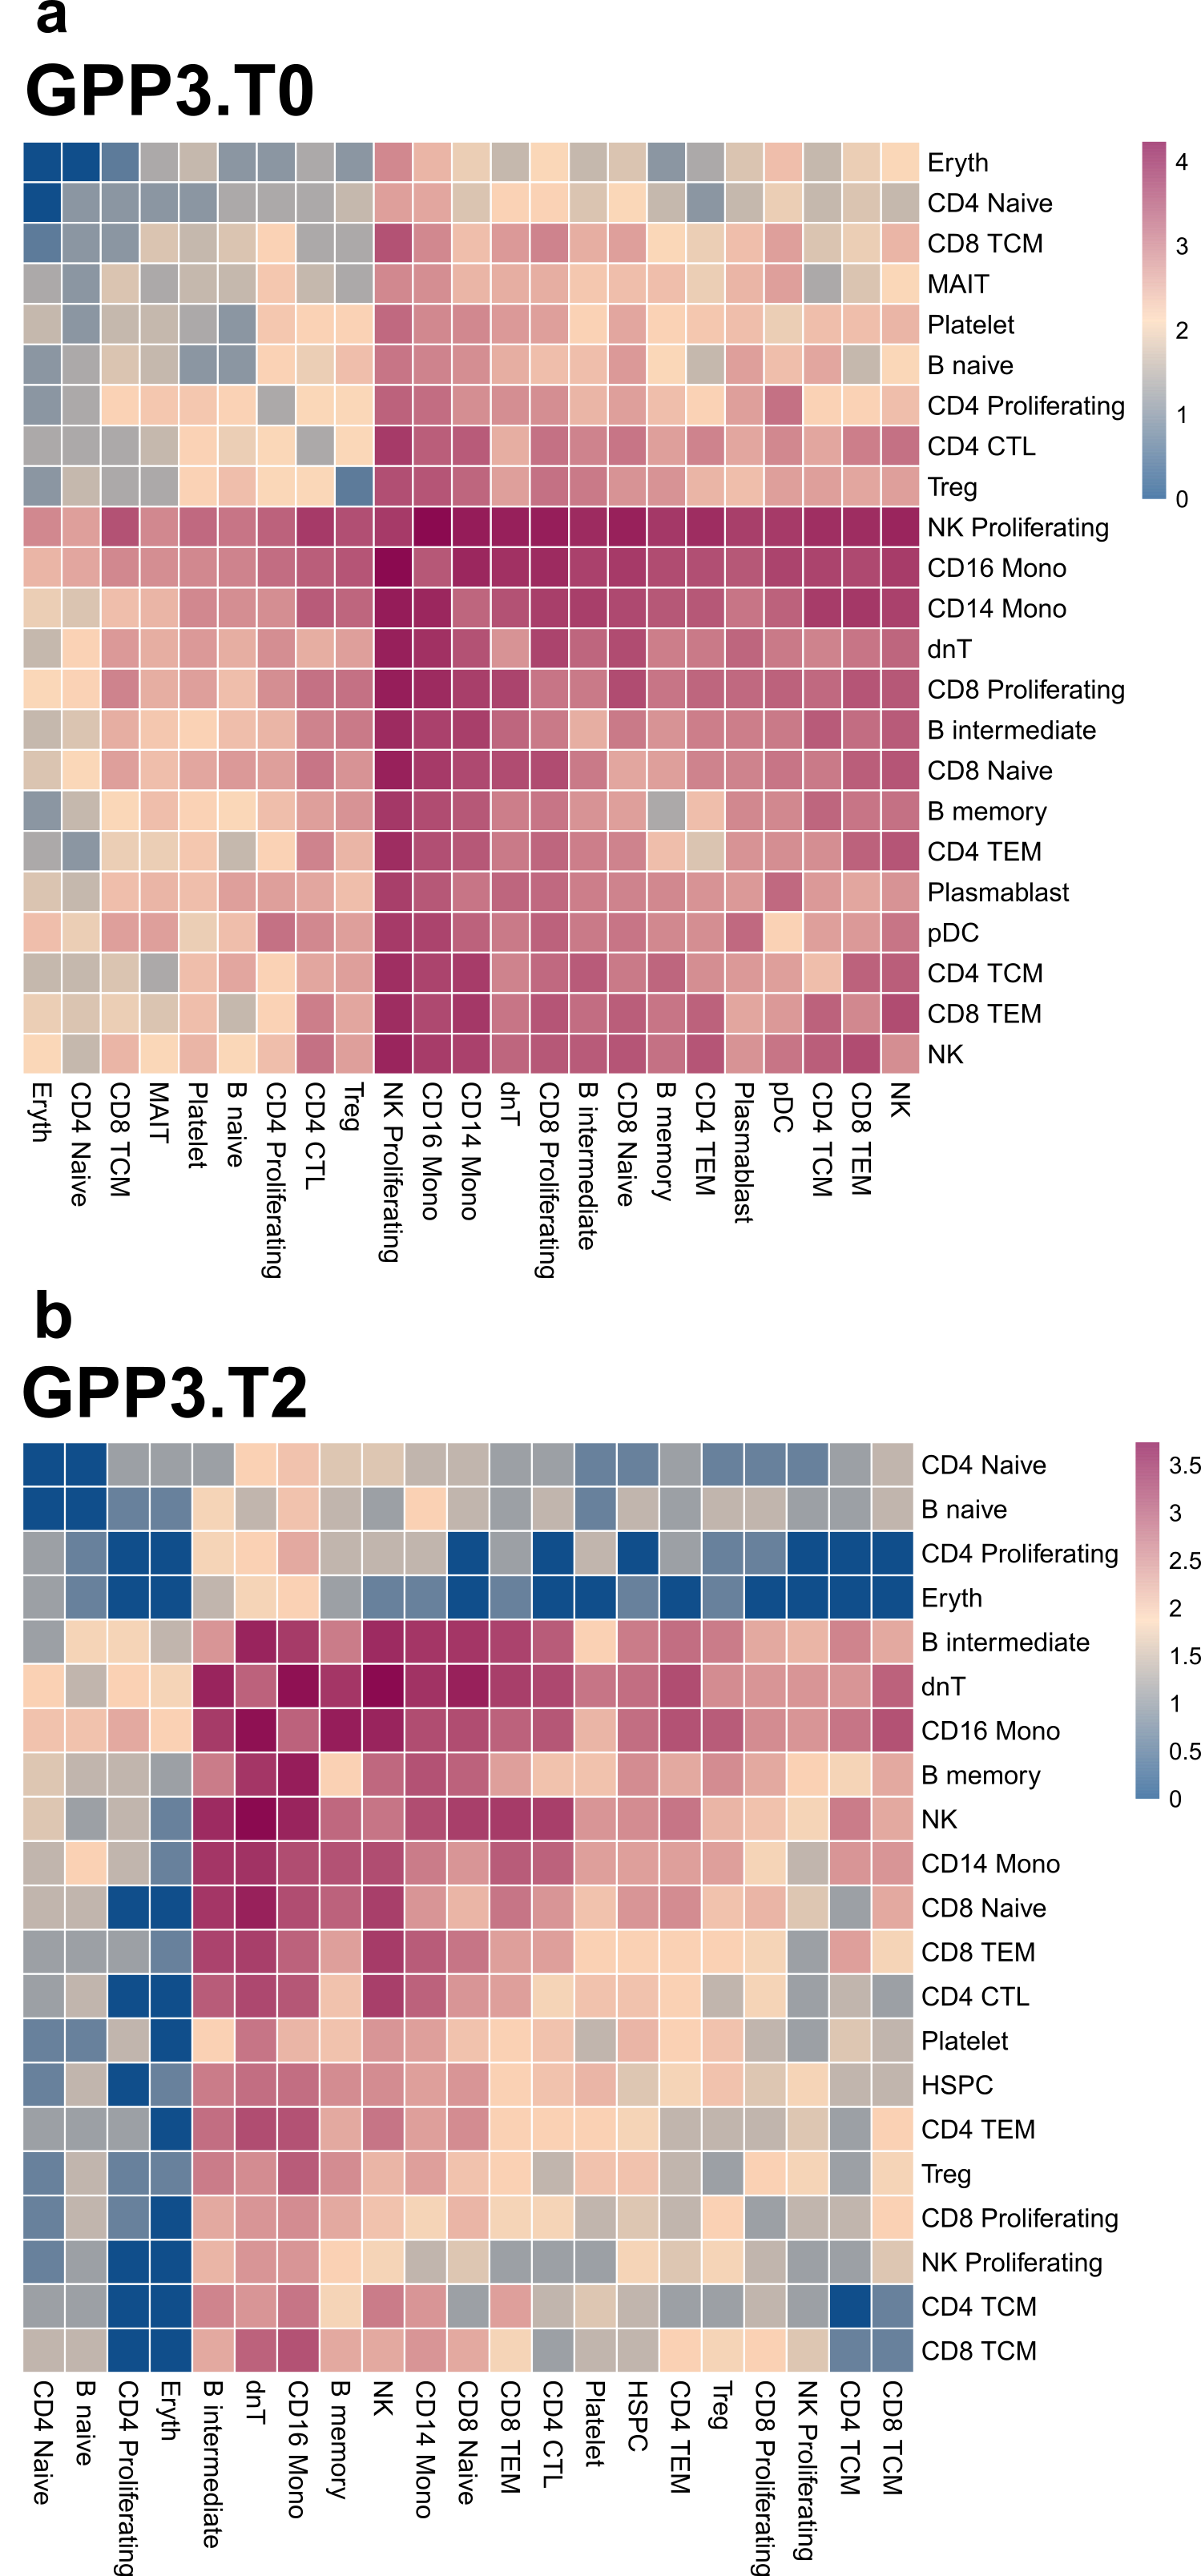 a
GPP3.T0
Eryth
CD4 Naive
CD8 TCM
MAIT
Platelet
B naive
CD4 Proliferating
CD4 CTL
Treg
NK Proliferating
CD16 Mono
CD14 Mono
dnT
CD8 Proliferating
B intermediate
CD8 Naive
B memory
CD4 TEM
Plasmablast
pDC
CD4 TCM
CD8 TEM
NK
4
3
2
1
0
Eryth
CD4 Naive
CD8 TCM
MAIT
Platelet
B naive
CD4 Proliferating
CD4 CTL
Treg
NK Proliferating
CD16 Mono
CD14 Mono
dnT
CD8 Proliferating
B intermediate
CD8 Naive
B memory
CD4 TEM
Plasmablast
pDC
CD4 TCM
CD8 TEM
NK
b
GPP3.T2
CD4 Naive
B naive
CD4 Proliferating
Eryth
B intermediate
dnT
CD16 Mono
B memory
NK
CD14 Mono
CD8 Naive
CD8 TEM
CD4 CTL
Platelet
HSPC
CD4 TEM
Treg
CD8 Proliferating
NK Proliferating
CD4 TCM
CD8 TCM
3.5
3
2.5
2
1.5
1
0.5
0
CD4 Naive
B naive
CD4 Proliferating
Eryth
B intermediate
dnT
CD16 Mono
B memory
NK
CD14 Mono
CD8 Naive
CD8 TEM
CD4 CTL
Platelet
HSPC
CD4 TEM
Treg
CD8 Proliferating
NK Proliferating
CD4 TCM
CD8 TCM